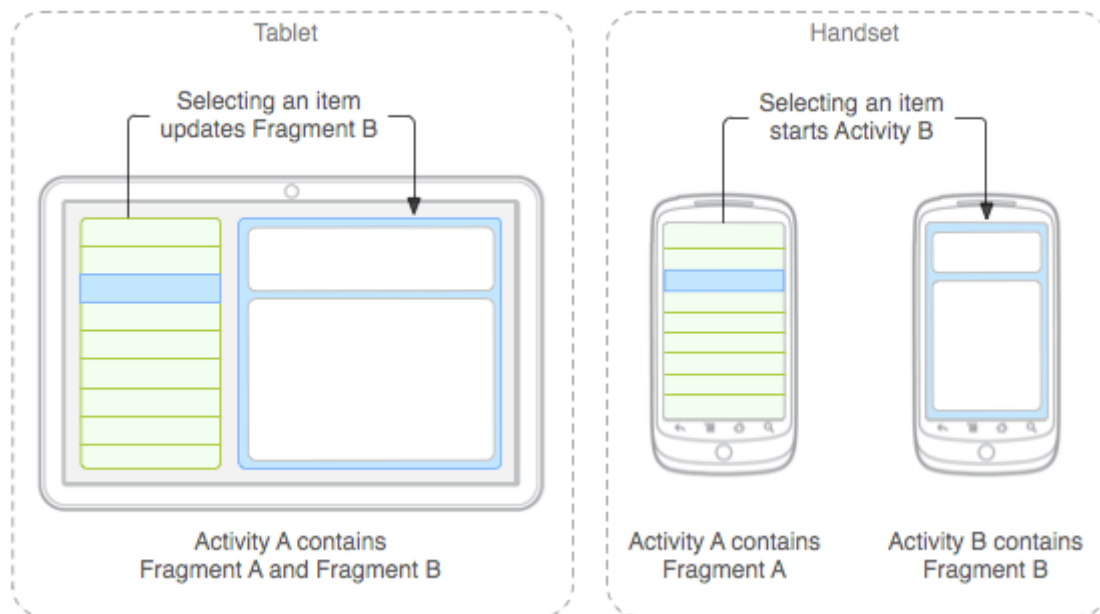 Tablet
Selecting an item
updates Fragment B
Activity A contains
Fragment A and Fragment B
Handset
Selecting an item
starts Activity B
Activity A contains
Fragment A
Activity B contains
Fragment B